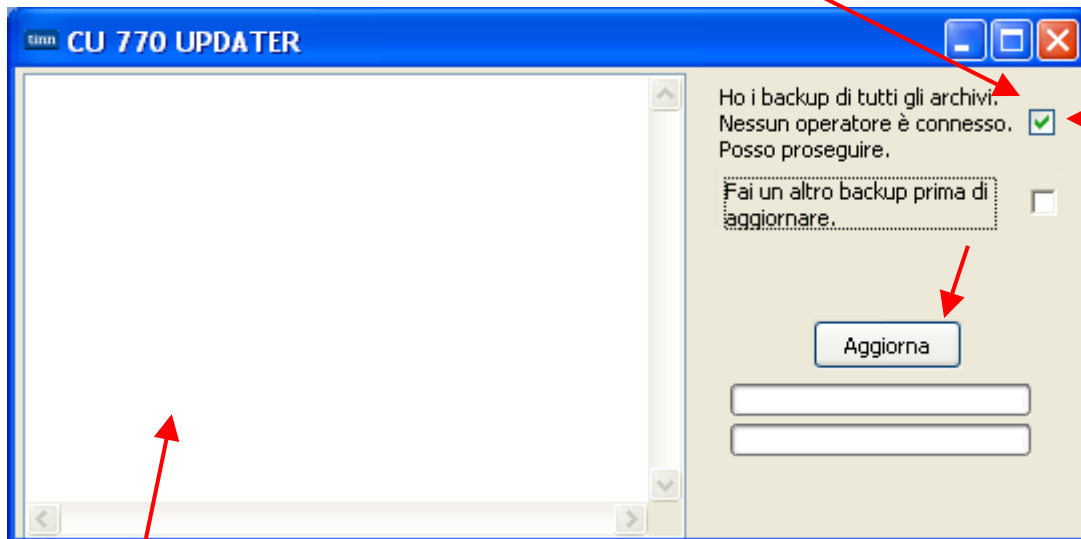 tinn CU 770 UPDATER
Ho i backup di tutti gli archivi.
Nessun operatore è connesso.
Posso proseguire.
Fai un altro backup prima di
aggiornare.
Aggiorna